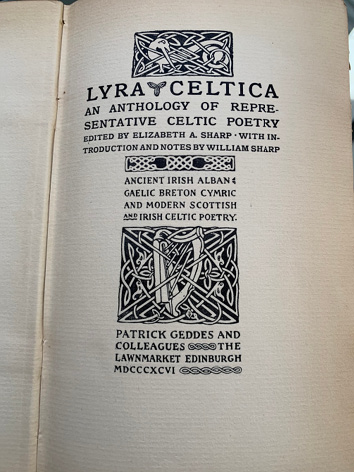 LYRA CELTICA
AN ANTHOLOGY OF REPRE-
SENTATIVE CELTIC POETRY
EDITED BY ELIZABETH A. SHARP · WITH IN-
TRODUCTION AND NOTES BY WILLIAM SHARP
ANCIENT IRISH ALBAN:
GAELIC BRETON CYMRIC
AND MODERN SCOTTISH
AND IRISH CELTIC POETRY.
PATRICK GEDDES AND
COLLEAGUES THE
LAWNMARKET EDINBURGH
MDCCCXCVI